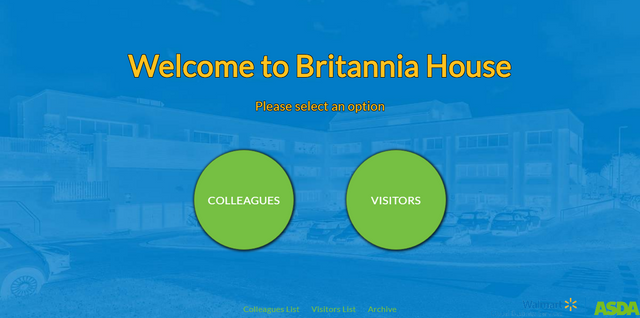 Welcome to Britannia House
Please select an option
COLLEAGUES VISITORS
Colleagues List Visitors List Archive
Walmart
ASDA